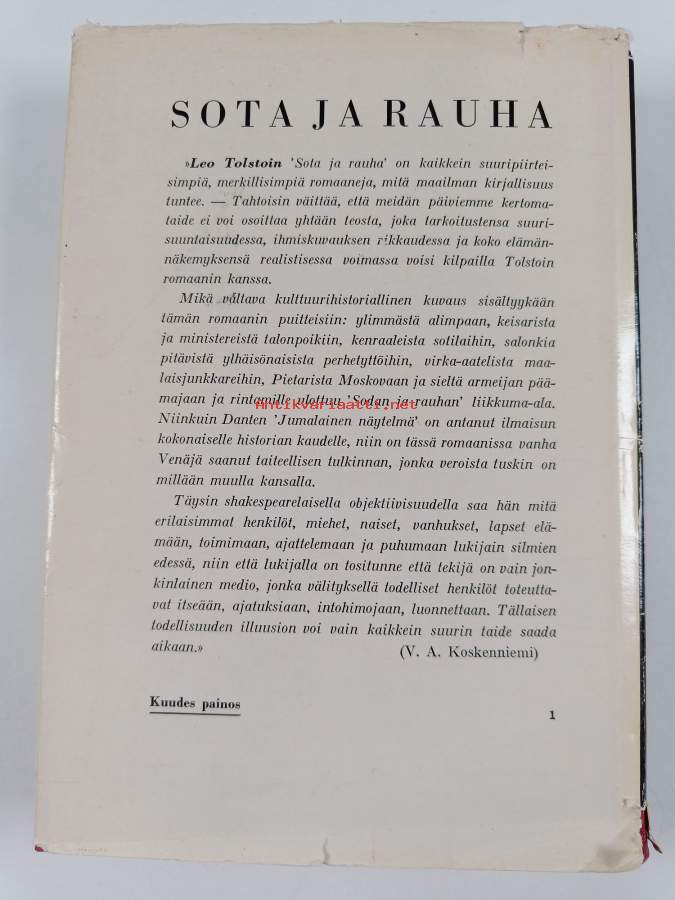 SOTA JA RAUHA
»Leo Tolstoin 'Sota ja rauha' on kaikkein suuripiirtei-
simpiä, merkillisimpiä romaaneja, mitä maailman kirjallisuus
tuntee. — Tahtoisin väittää, että meidän päiviemme kertoma-
taide ei voi osoittaa yhtään teosta, joka tarkoitustensa suuri-
suuntaisuudessa, ihmiskuvauksen rikkaudessa ja koko elämän-
näkemyksensä realistisessa voimassa voisi kilpailla Tolstoin
romaanin kanssa.
Mikä valtava kulttuurihistoriallinen kuvaus sisältyykään
tämän romaanin puitteisiin: ylimmästä alimpaan, keisarista
ja ministereistä talonpoikiin, kenraaleista sotilaihin, salonkia
pitävistä ylhäisönaisista perhetyttöihin, virka-aatelista maa-
laisjunkkareihin, Pietarista Moskovaan ja sieltä armeijan pää-
majaan ja rintamille ulottuu 'Sodan ja rauhan' liikkuma-ala.
Antikvariaatti.net
Niinkuin Danten 'Jumalainen näytelmä' on antanut ilmaisun
kokonaiselle historian kaudelle, niin on tässä romaanissa vanha
Venäjä saanut taiteellisen tulkinnan, jonka veroista tuskin on
millään muulla kansalla.
Täysin shakespearelaisella objektiivisuudella saa hän mitä
erilaisimmat henkilöt, miehet, naiset, vanhukset, lapset elä-
mään, toimimaan, ajattelemaan ja puhumaan lukijain silmien
edessä, niin että lukijalla on tositunne että tekijä on vain jon-
kinlainen medio, jonka välityksellä todelliset henkilöt toteutta-
vat itseään, ajatuksiaan, intohimojaan, luonnettaan. Tällaisen
todellisuuden illuusion voi vain kaikkein suurin taide saada
aikaan.» (V. A. Koskenniemi)
Kuudes painos 1